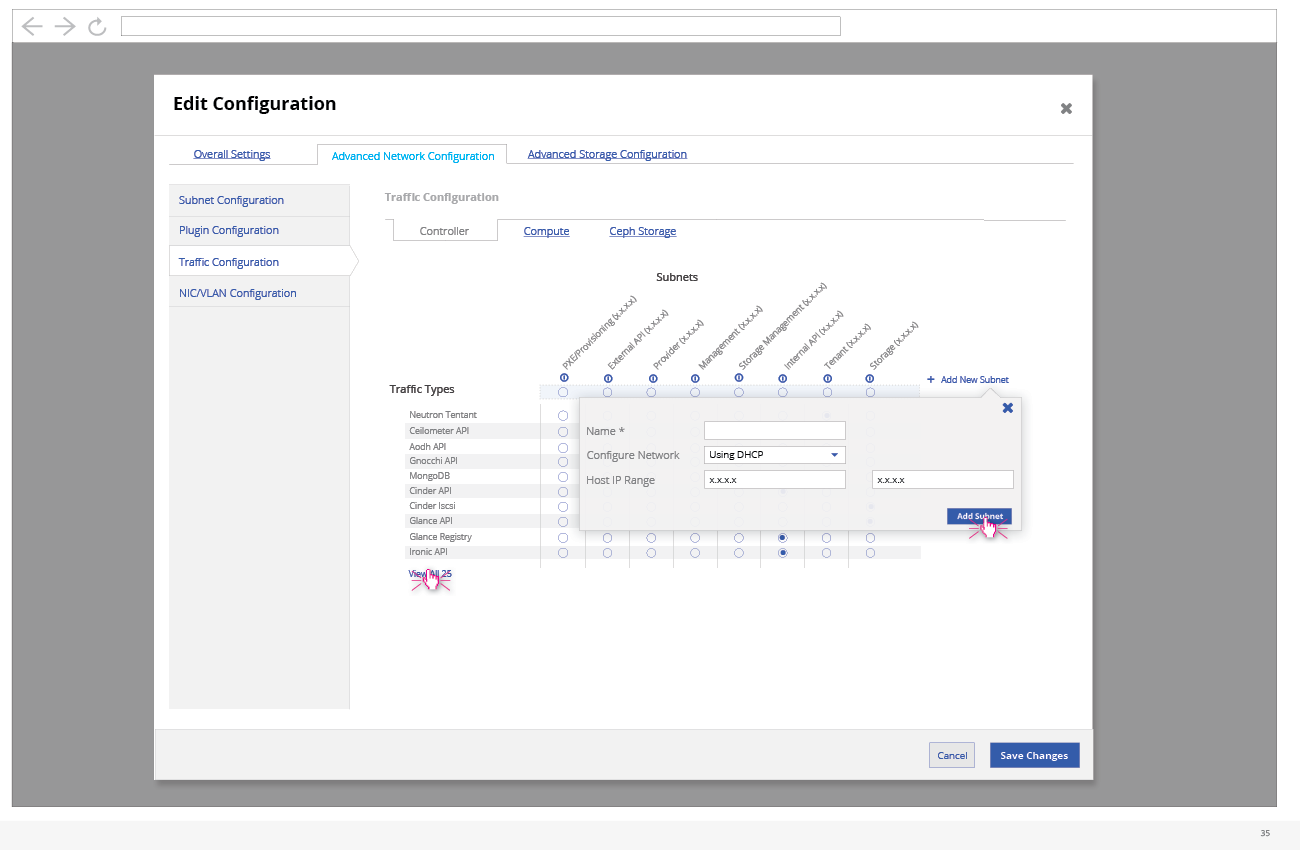 Edit Configuration
Overall Settings
Advanced Network Configuration
Advanced Storage Configuration
Subnet Configuration
Plugin Configuration
Traffic Configuration
NIC/VLAN Configuration
Traffic Configuration
Controller
Compute
Ceph Storage
Subnets
PXE/Provisioning (x.x.x.x)
External API (x.x.x.x)
Provider (x.x.x.x)
Management (x.x.x.x)
Storage Management (x.x.x.x)
Internal API (x.x.x.x)
Tenant (x.x.x.x)
Storage (x.x.x.x)
+ Add New Subnet
Traffic Types
Neutron Tentant
Ceilometer API
Aodh API
Gnocchi API
MongoDB
Cinder API
Cinder Iscsi
Glance API
Glance Registry
Ironic API
View All 25
Name *
Configure Network
Using DHCP
Host IP Range
x.x.x.x
x.x.x.x
Add Subnet
Cancel
Save Changes
35